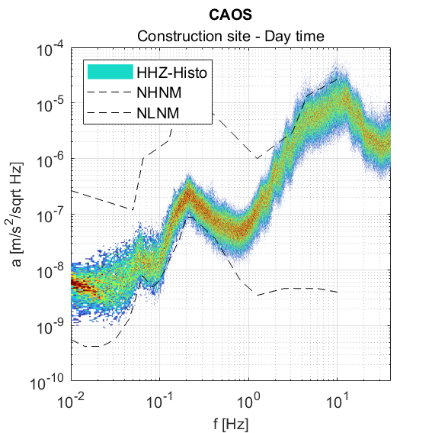 CAOS
Construction site - Day time
10^-4
10^-5
10^-6
10^-7
10^-8
10^-9
10^-10
a [m/s^2/sqrt Hz]
HHZ-Histo
NHNM
NLNM
10^-2
10^-1
10^0
10^1
f [Hz]